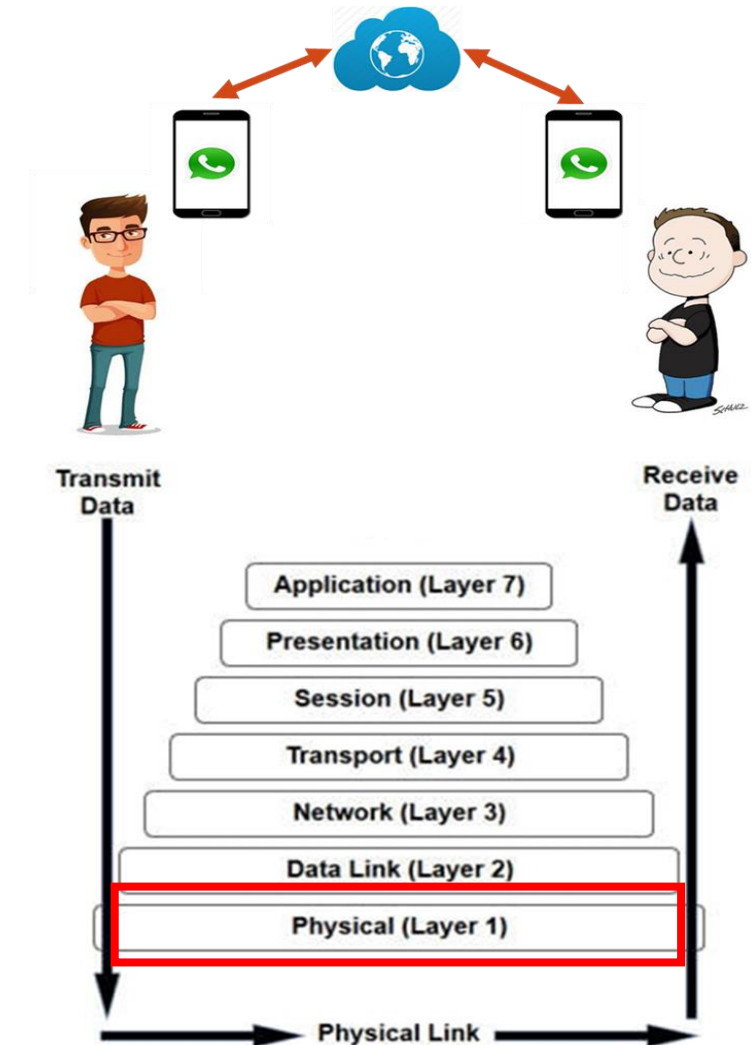 Transmit
Data
Receive
Data
Application (Layer 7)
Presentation (Layer 6)
Session (Layer 5)
Transport (Layer 4)
Network (Layer 3)
Data Link (Layer 2)
Physical (Layer 1)
Physical Link